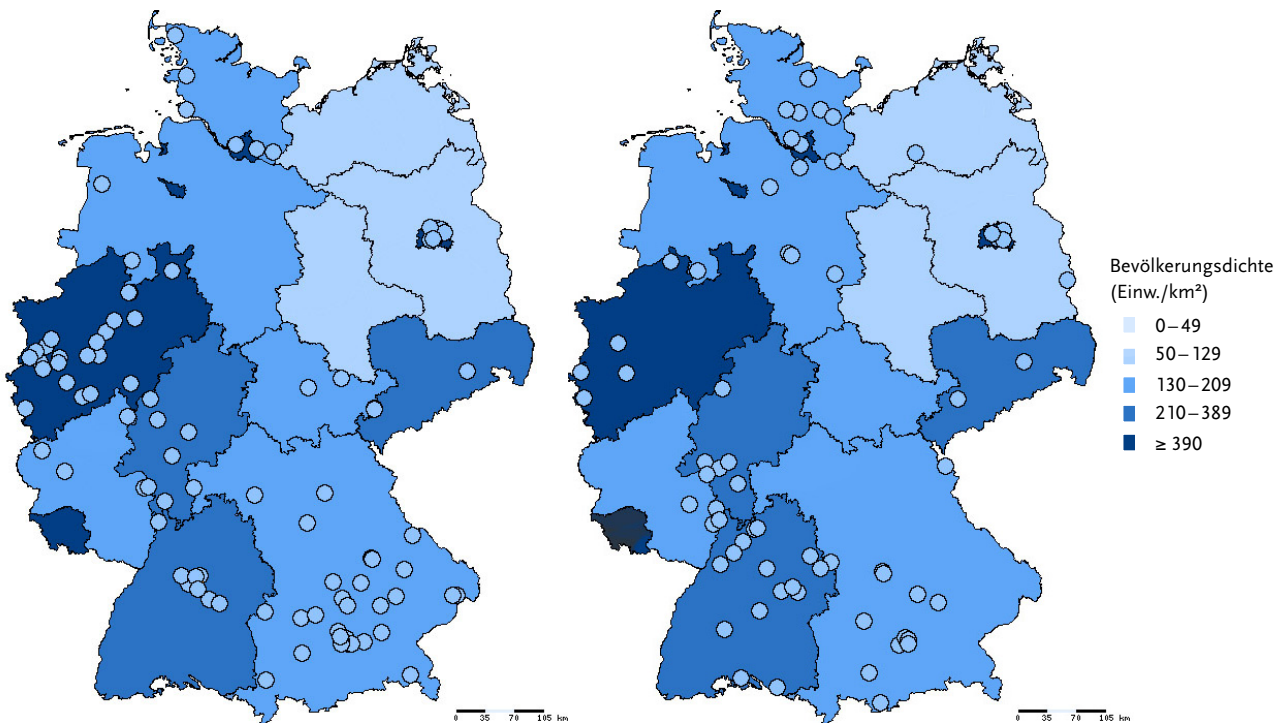 Bevölkerungsdichte
(Einw./km²)
0–49
50–129
130–209
210–389
≥ 390
0 35 70 105 km
0 35 70 105 km